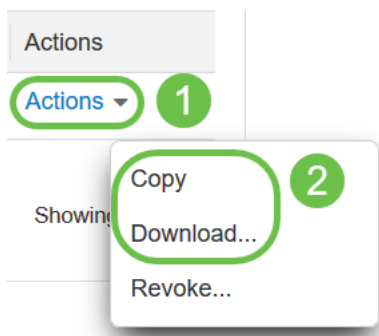 Actions
Actions
1
Copy
2
Showing
Download...
Revoke...